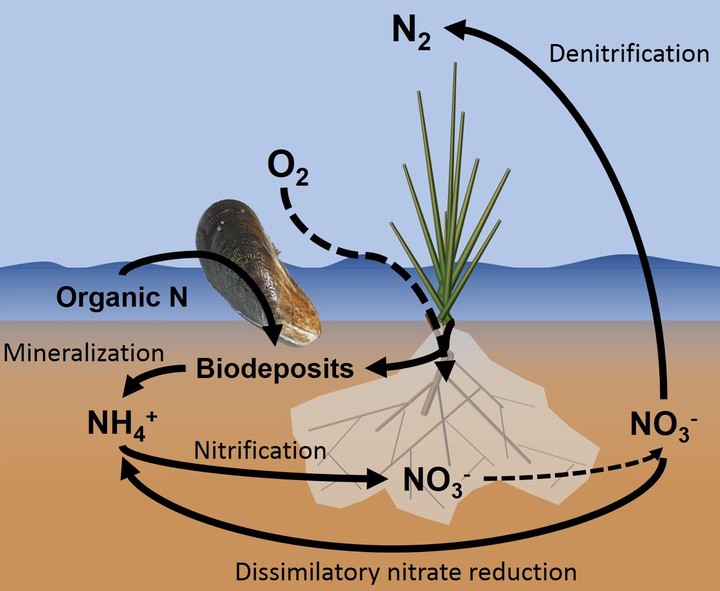 N₂
Denitrification
O₂
Organic N
Mineralization
Biodeposits
NH₄⁺
NO₃⁻
Nitrification
NO₃⁻
Dissimilatory nitrate reduction